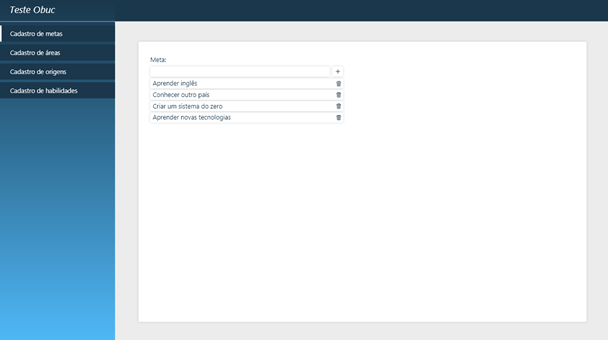 Teste Obuc
Cadastro de metas
Cadastro de áreas
Cadastro de origens
Cadastro de habilidades
Meta:
+
Aprender inglês
Conhecer outro país
Criar um sistema do zero
Aprender novas tecnologias